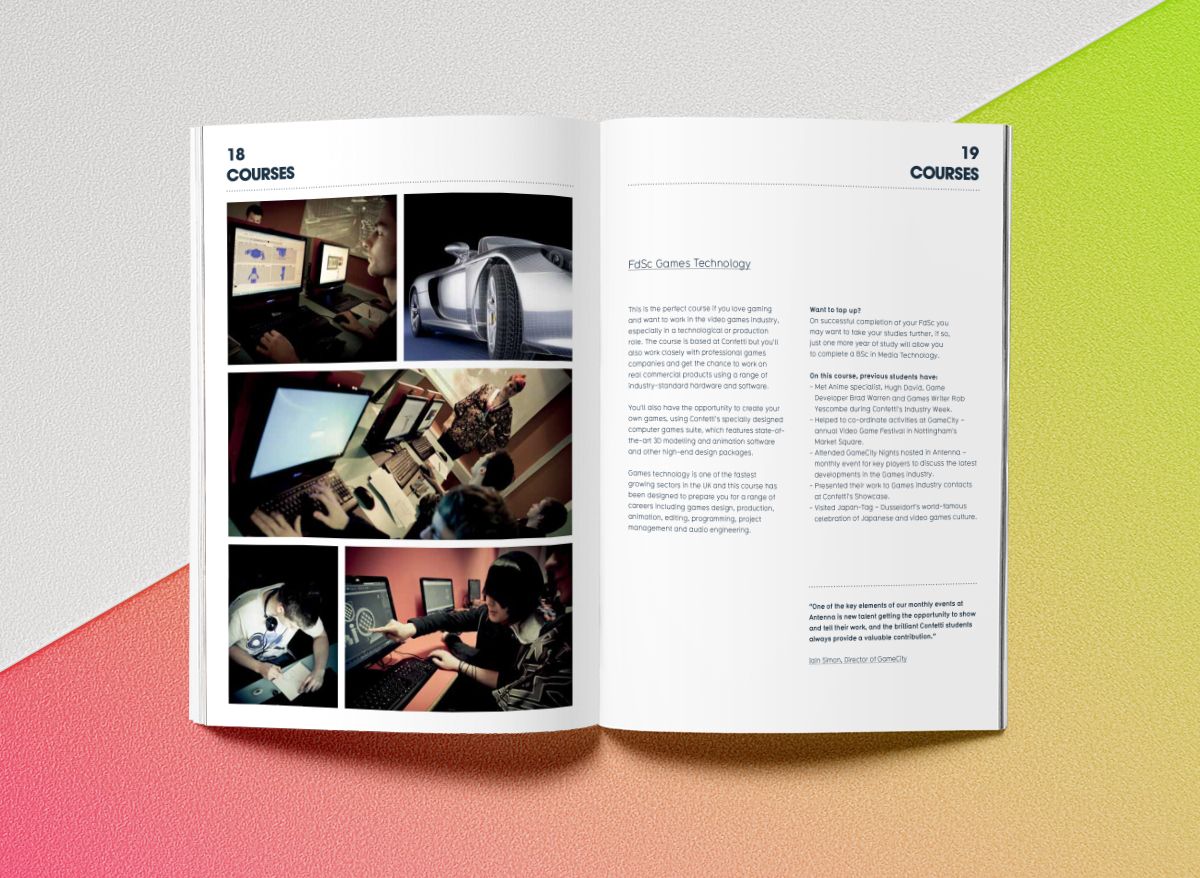 18
COURSES
19
COURSES
FdSc Games Technology
This is the perfect course if you love gaming
and want to work in the video games industry,
especially in a technological or production
role. The course is based at Confetti but you'll
also work closely with professional games
companies and get the chance to work on
real commercial products using a range of
industry-standard hardware and software.
You'll also have the opportunity to create your
own games, using Confetti's specially designed
computer games suite, which features state-of-
the-art 3D modelling and animation software
and other high-end design packages.
Games technology is one of the fastest
growing sectors in the UK and this course has
been designed to prepare you for a range of
careers including games design, production,
animation, editing, programming, project
management and audio engineering.
Want to top up?
On successful completion of your FdSc you
may want to take your studies further, if so,
just one more year of study will allow you
to complete a BSc in Media Technology.
On this course, previous students have:
- Met Anime specialist, Hugh David, Game
Developer Brad Warren and Games Writer Rob
Yescombe during Confetti's Industry Week.
- Helped to co-ordinate activities at GameCity –
annual Video Game Festival in Nottingham's
Market Square.
- Attended GameCity Nights hosted in Antenna –
monthly event for key players to discuss the latest
developments in the Games Industry.
- Presented their work to Games Industry contacts
at Confetti's Showcase.
- Visited Japan-Tag – Dusseldorf's world-famous
celebration of Japanese and video games culture.
"One of the key elements of our monthly events at
Antenna is new talent getting the opportunity to show
and tell their work, and the brilliant Confetti students
always provide a valuable contribution."
Iain Simon, Director of GameCity